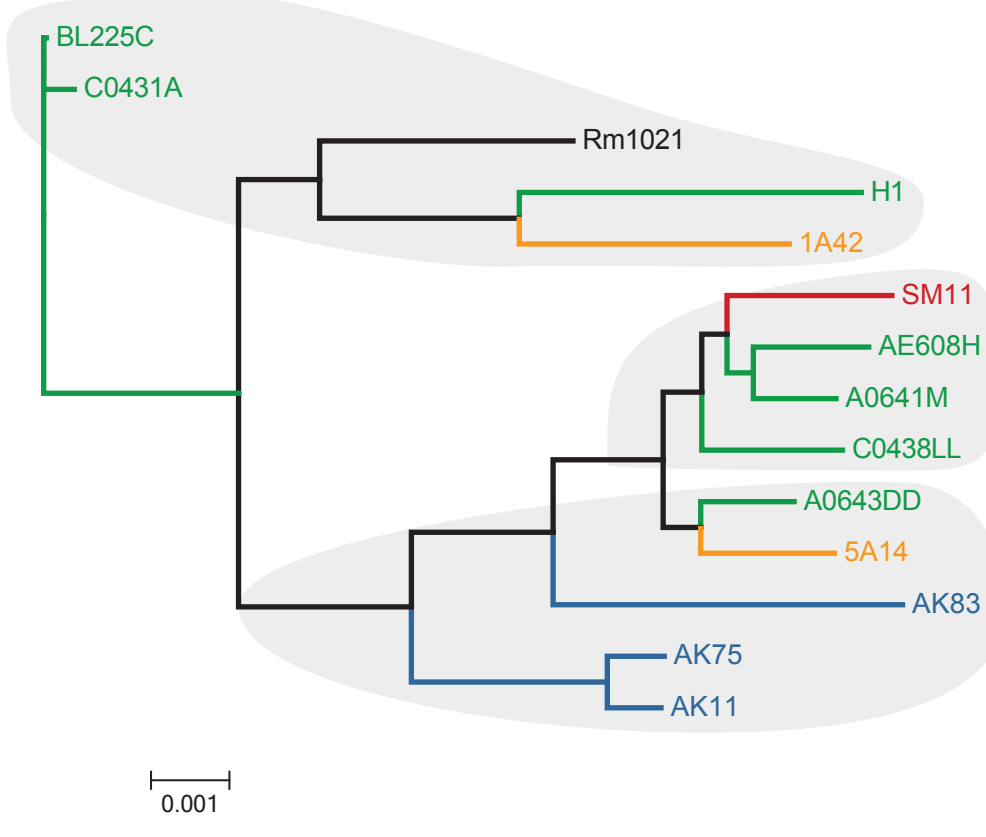 BL225C
C0431A
Rm1021
H1
1A42
SM11
AE608H
A0641M
C0438LL
A0643DD
5A14
AK83
AK75
AK11
0.001